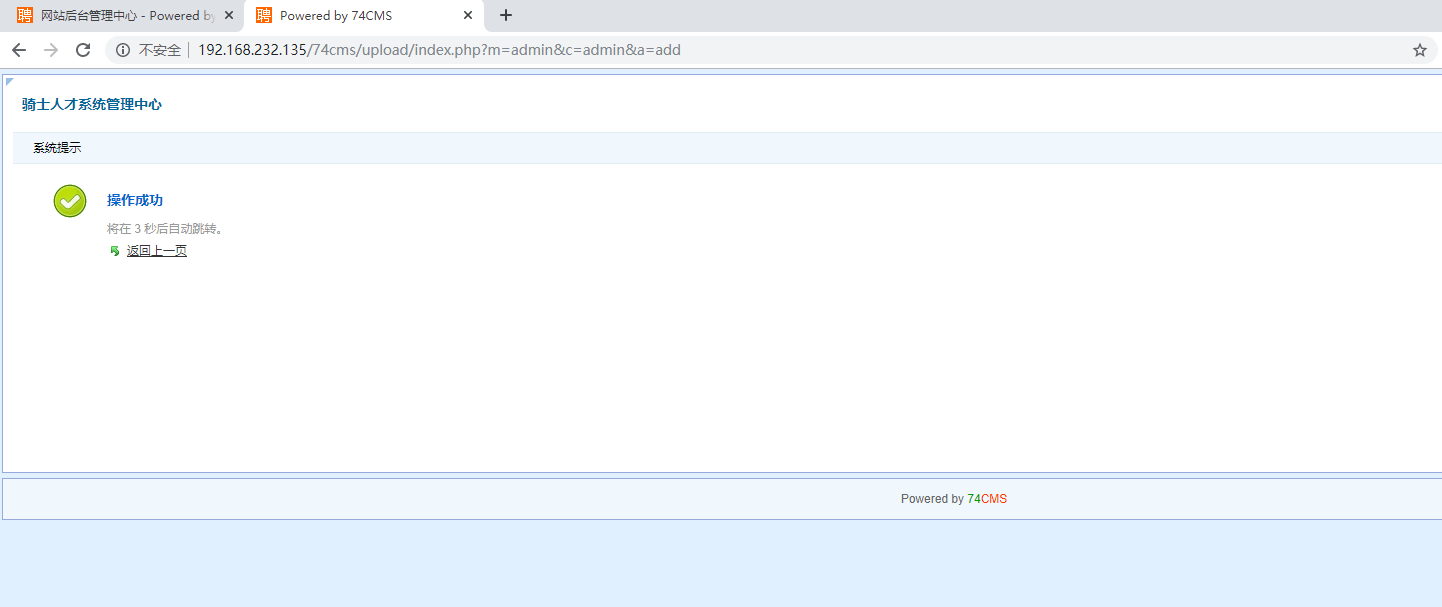 网站后台管理中心 - Powered by
Powered by 74CMS
不安全 192.168.232.135/74cms/upload/index.php?m=admin&c=admin&a=add
骑士人才系统管理中心
系统提示
操作成功
将在 3 秒后自动跳转。
返回上一页
Powered by 74CMS